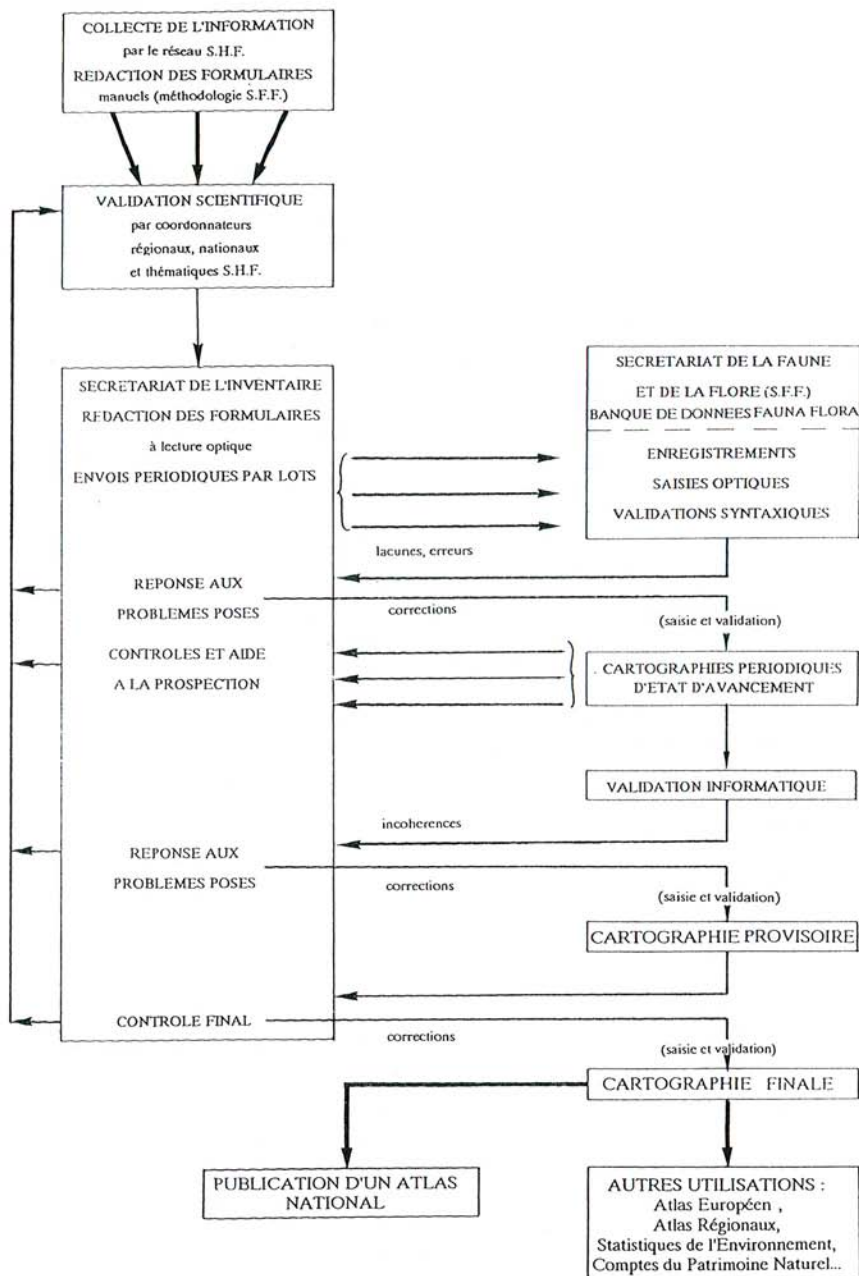 COLLECTE DE L'INFORMATION
par le réseau S.H.F.
REDACTION DES FORMULAIRES
manuels (méthodologie S.F.F.)
VALIDATION SCIENTIFIQUE
par coordonnateurs
régionaux, nationaux
et thématiques S.H.F.
SECRETARIAT DE L'INVENTAIRE
REDACTION DES FORMULAIRES
à lecture optique
ENVOIS PERIODIQUES PAR LOTS
SECRETARIAT DE LA FAUNE
ET DE LA FLORE (S.F.F.)
BANQUE DE DONNEES FAUNA FLORA
ENREGISTREMENTS
SAISIES OPTIQUES
VALIDATIONS SYNTAXIQUES
lacunes, erreurs
REPONSE AUX
PROBLEMES POSES
corrections
(saisie et validation)
CONTROLES ET AIDE
A LA PROSPECTION
CARTOGRAPHIES PERIODIQUES
D'ETAT D'AVANCEMENT
VALIDATION INFORMATIQUE
incoherences
REPONSE AUX
PROBLEMES POSES
corrections
(saisie et validation)
CARTOGRAPHIE PROVISOIRE
CONTROLE FINAL
corrections
(saisie et validation)
CARTOGRAPHIE FINALE
PUBLICATION D'UN ATLAS
NATIONAL
AUTRES UTILISATIONS :
Atlas Européen ,
Atlas Régionaux,
Statistiques de l'Environnement,
Comptes du Patrimoine Naturel...